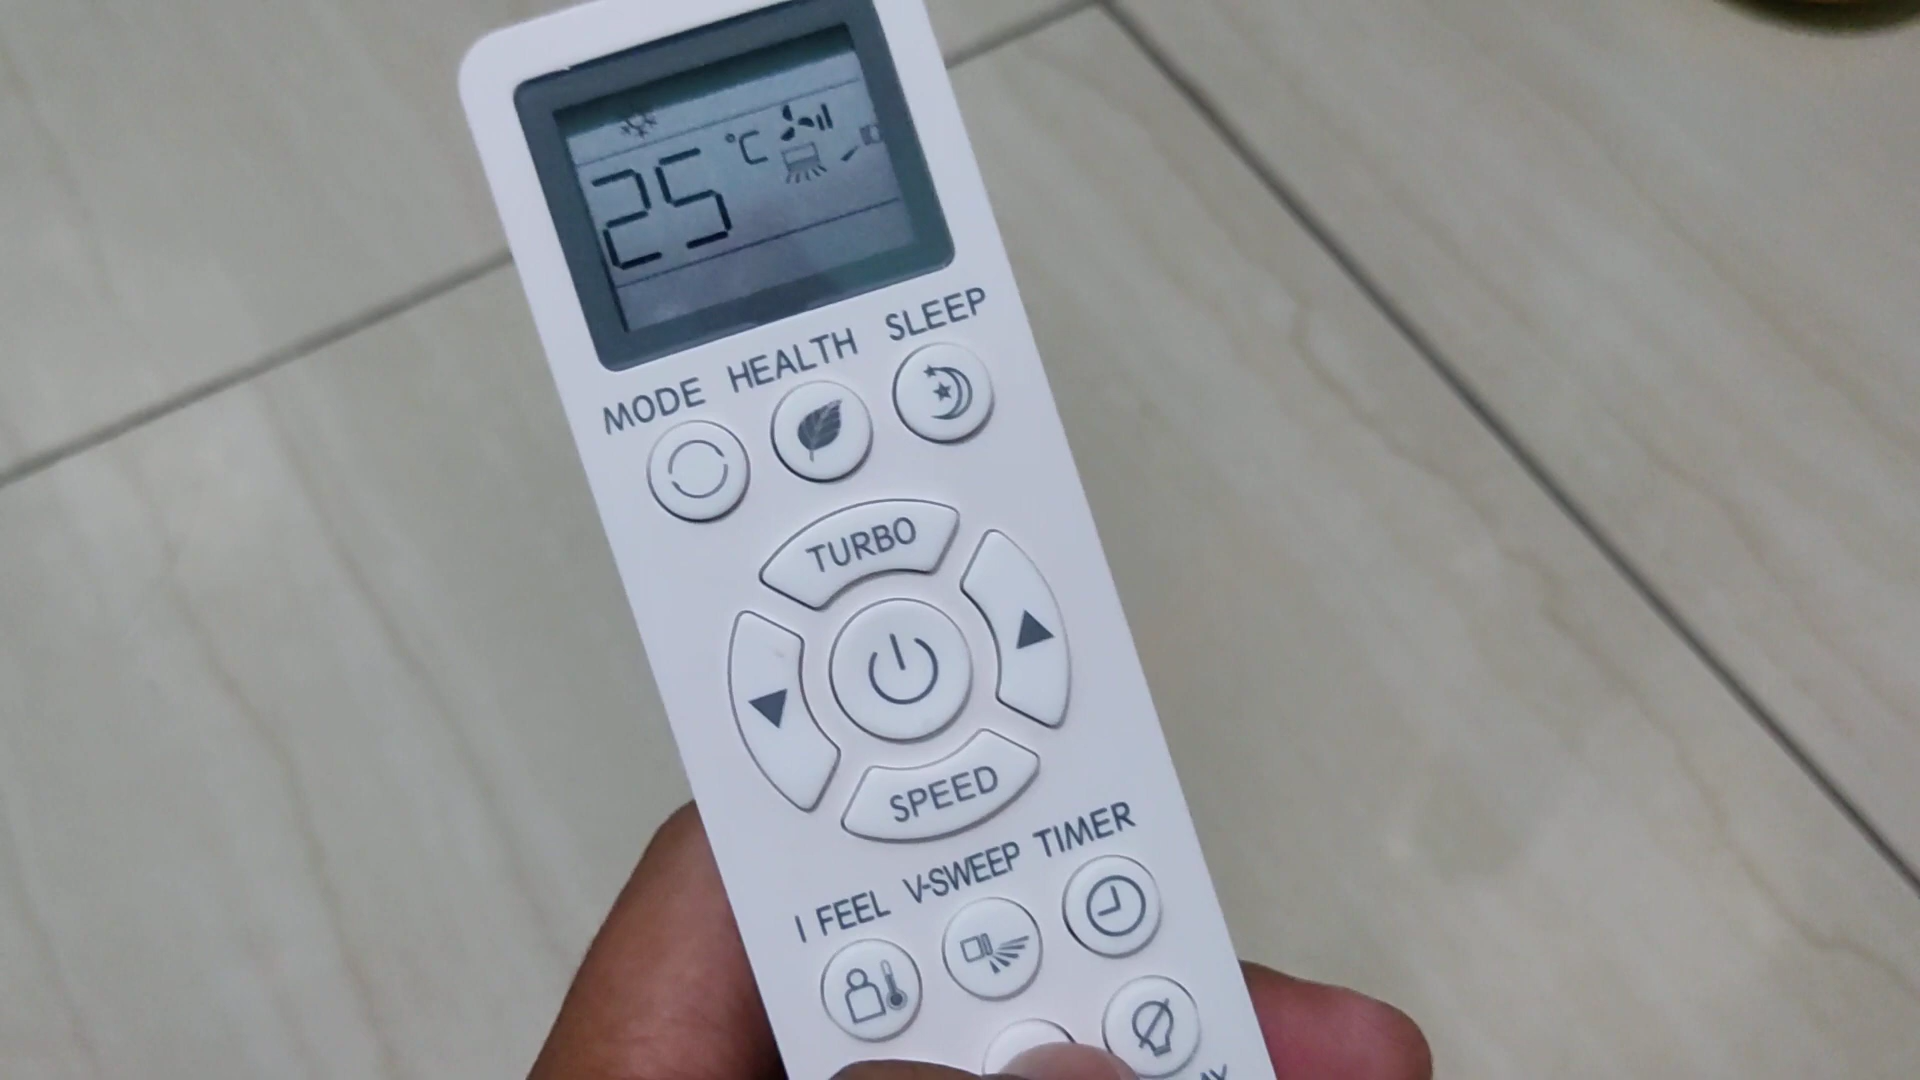 25 °C
MODE HEALTH SLEEP
TURBO
SPEED
I FEEL V-SWEEP TIMER